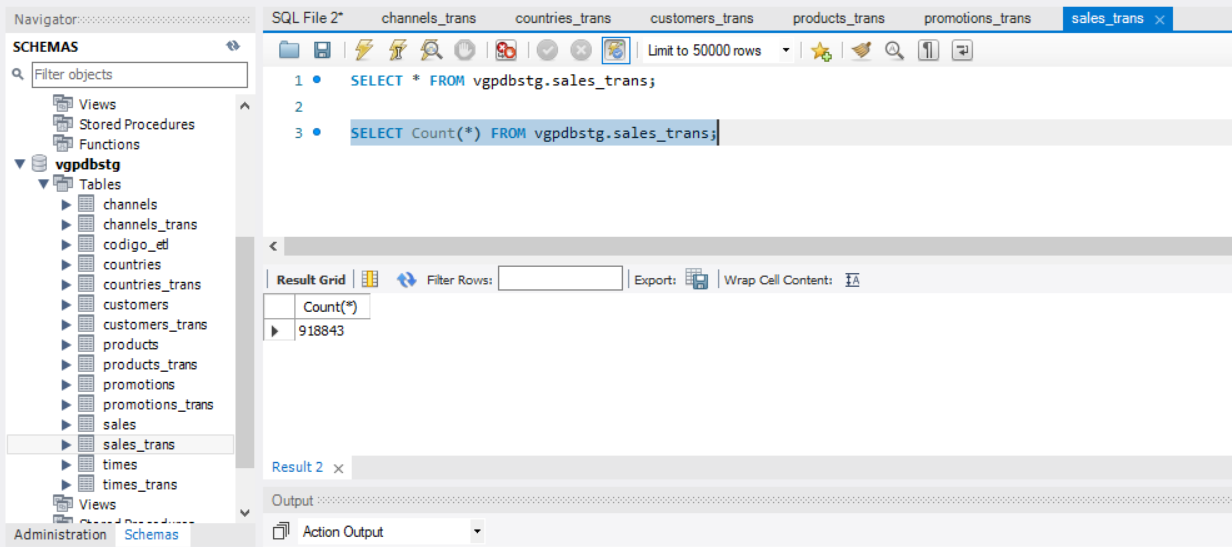 Navigator
SCHEMAS
Filter objects
Views
Stored Procedures
Functions
vgpdbstg
Tables
channels
channels_trans
codigo_etl
countries
countries_trans
customers
customers_trans
products
products_trans
promotions
promotions_trans
sales
sales_trans
times
times_trans
Views
Stored Procedures
Administration Schemas
SQL File 2* channels_trans countries_trans customers_trans products_trans promotions_trans sales_trans
Limit to 50000 rows
1 SELECT * FROM vgpdbstg.sales_trans;
2
3 SELECT Count(*) FROM vgpdbstg.sales_trans;
Result Grid Filter Rows: Export: Wrap Cell Content: IA
Count(*)
918843
Result 2
Output
Action Output